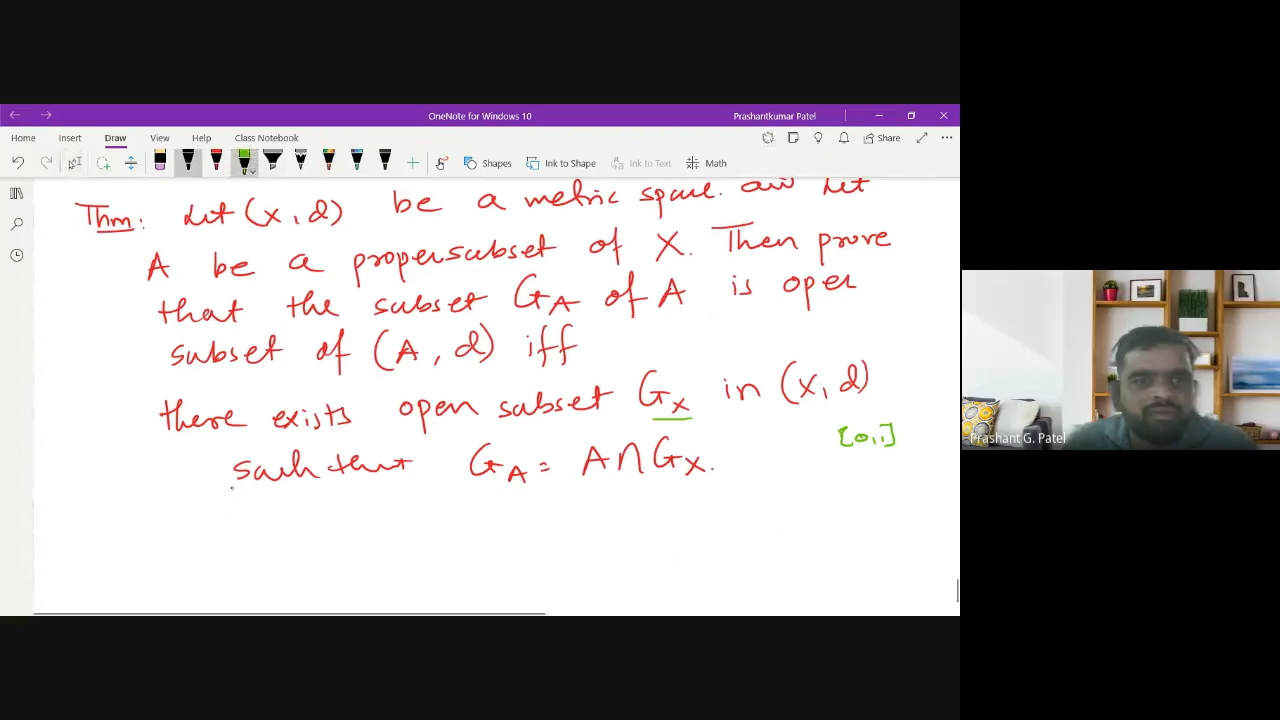 OneNote for Windows 10
Prashantkumar Patel
Home Insert Draw View Help Class Notebook
Share
Shapes Ink to Shape Ink to Text Math
Thm: Let (X, d) be a metric space. and Let
A be a proper subset of X. Then prove
that the subset G_A of A is open
subset of (A, d) iff
there exists open subset G_X in (X, d)
[0,1]
Prashant G. Patel
such that G_A = A ∩ G_X.